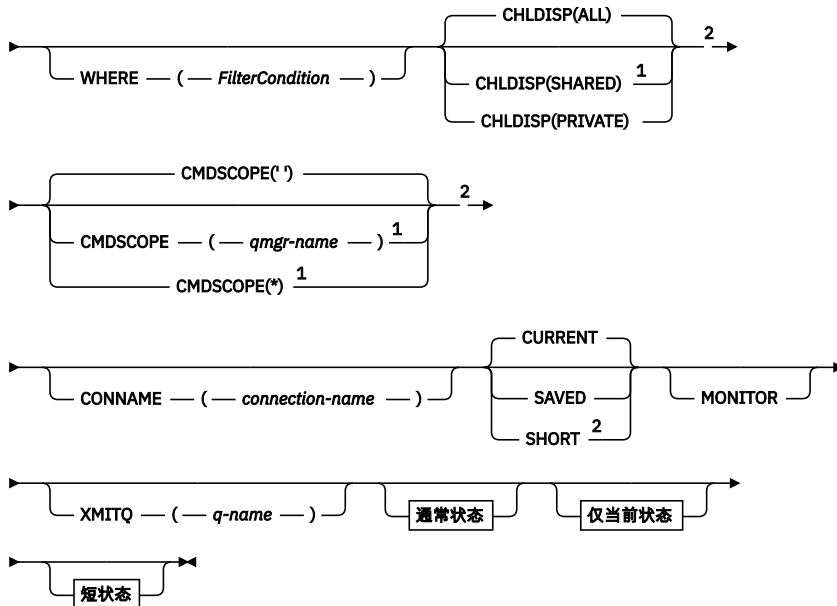 CHLDISP(ALL)
2
WHERE — ( — FilterCondition — )
CHLDISP(SHARED) 1
CHLDISP(PRIVATE)
CMDSCOPE(' ')
2
CMDSCOPE — ( — qmgr-name — ) 1
CMDSCOPE(*) 1
CURRENT
CONNAME — ( — connection-name — )
SAVED
MONITOR
SHORT 2
XMITQ — ( — q-name — )
通常状态
仅当前状态
短状态